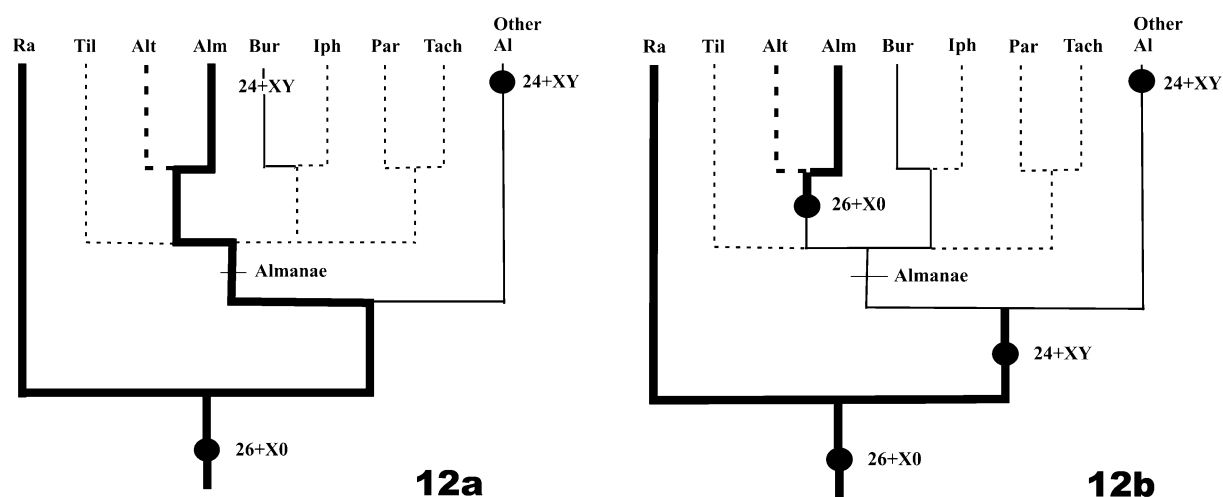 Other
Ra Til Alt Alm Bur Iph Par Tach Al
24+XY 24+XY
Almanae
26+X0
12a
Other
Ra Til Alt Alm Bur Iph Par Tach Al
24+XY
26+X0
Almanae
24+XY
26+X0
12b